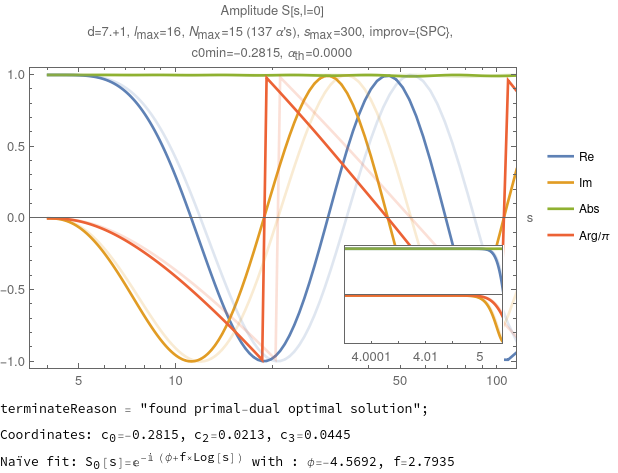 Amplitude S[s,l=0]
d=7.+1, lmax=16, Nmax=15 (137 α's), smax=300, improv={SPC},
c0min=-0.2815, αth=0.0000
1.0
0.5
0.0
-0.5
-1.0
s
Re
Im
Abs
Arg/π
4.0001 4.01 5
5 10 50 100
terminateReason = "found primal-dual optimal solution";
Coordinates: c0=-0.2815, c2=0.0213, c3=0.0445
Naïve fit: S0[s]=e^-i (ϕ+f×Log[s]) with : ϕ=-4.5692, f=2.7935